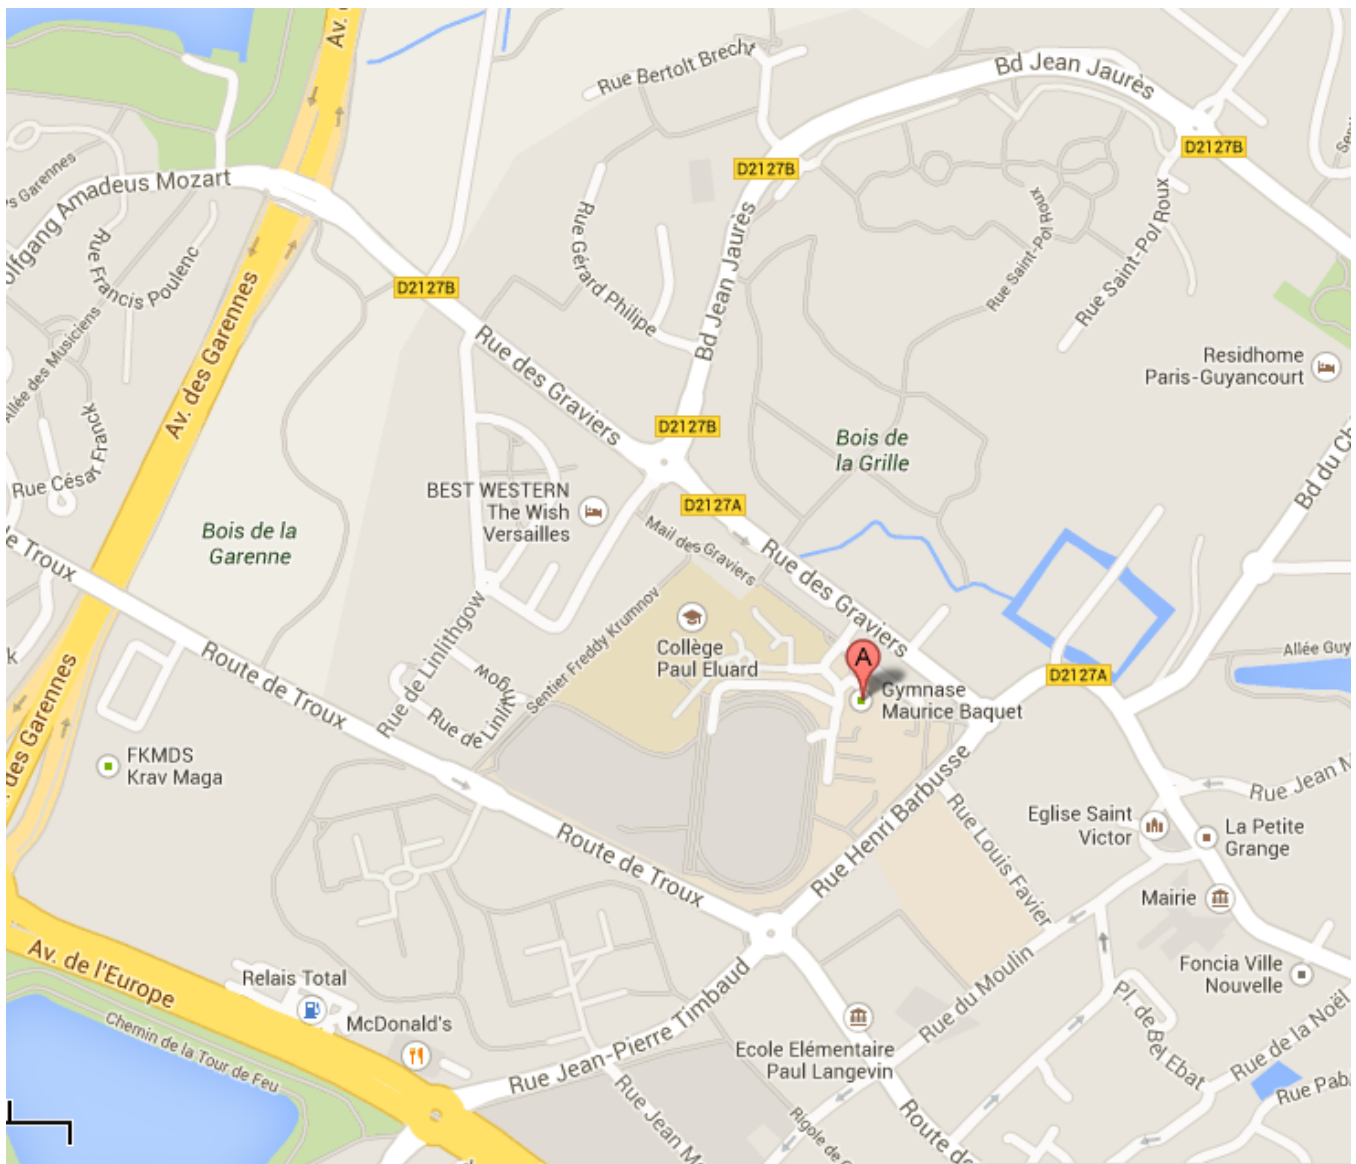 Av.
Rue Bertolt Brecht
Bd Jean Jaurès
D2127B
D2127B
Wolfgang Amadeus Mozart
Rue Francis Poulenc
Rue Gérard Philipe
Bd Jean Jaurès
Rue Saint-Pol Roux
Rue Saint-Pol Roux
D2127B
Allée des Musiciens
Av. des Garennes
Rue des Graviers
Residhome
Paris-Guyancourt
Rue César Franck
D2127B
Bois de
la Grille
BEST WESTERN
The Wish
Versailles
D2127A
Bd du
Bois de la
Garenne
Mail des Graviers
Rue des Graviers
de Troux
Rue de Linlithgow
Sentier Freddy Krumnov
Collège
Paul Eluard
A
Gymnase
Maurice Baquet
D2127A
Allée Guy
Route de Troux
Rue de Linlithgow
des Garennes
FKMDS
Krav Maga
Route de Troux
Rue Henri Barbusse
Rue Louis Favier
Eglise Saint
Victor
La Petite
Grange
Rue Jean
Mairie
Av. de l'Europe
Relais Total
McDonald's
Chemin de la Tour de Feu
Rue Jean-Pierre Timbaud
Rue du Moulin
Foncia Ville
Nouvelle
Pl. de Bel Ebat
Rue de la Noël
Ecole Elémentaire
Paul Langevin
Rue Jean
Rigole de
Route de
Rue